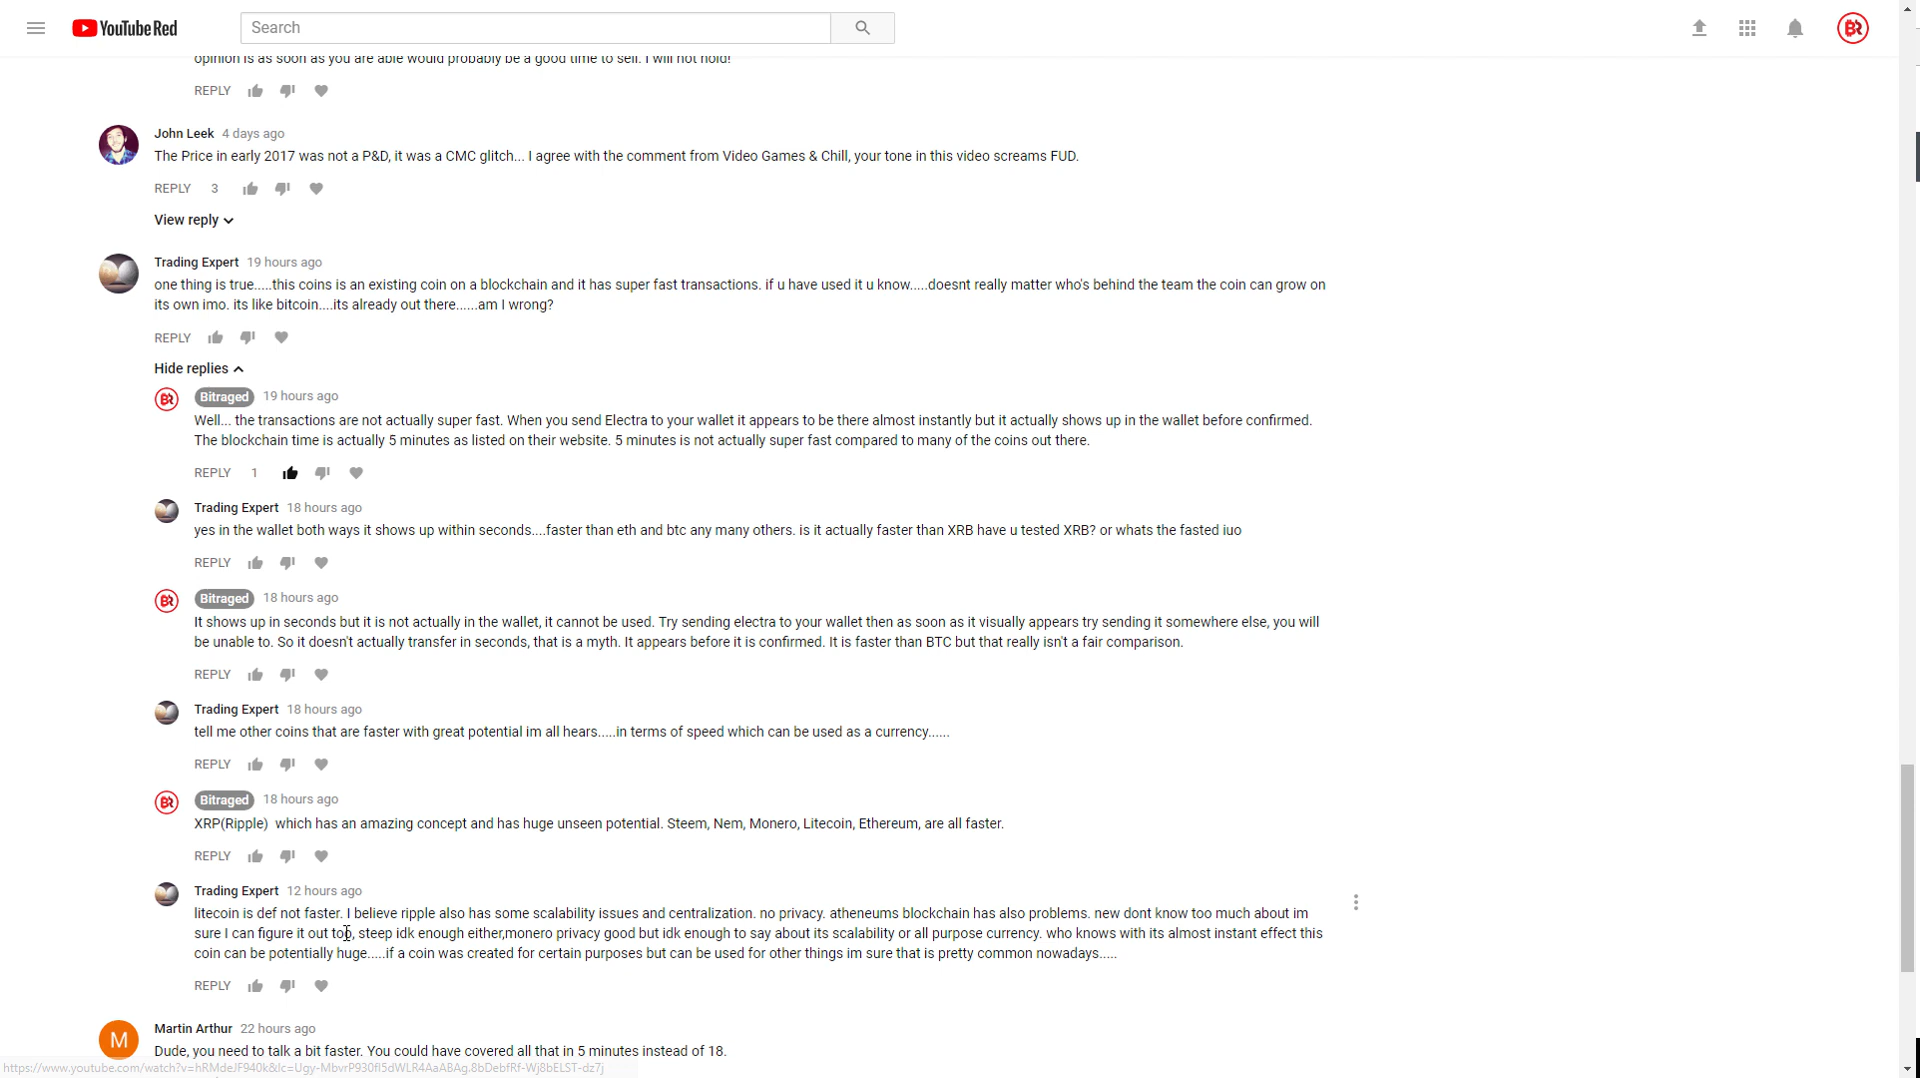 YouTube Red
Search
opinion is as soon as you are able would probably be a good time to sell. I will not hold!
REPLY
John Leek 4 days ago
The Price in early 2017 was not a P&D, it was a CMC glitch... I agree with the comment from Video Games & Chill, your tone in this video screams FUD.
REPLY 3
View reply
Trading Expert 19 hours ago
one thing is true.....this coins is an existing coin on a blockchain and it has super fast transactions. if u have used it u know.....doesnt really matter who's behind the team the coin can grow on
its own imo. its like bitcoin....its already out there......am I wrong?
REPLY
Hide replies
Bitraged 19 hours ago
Well... the transactions are not actually super fast. When you send Electra to your wallet it appears to be there almost instantly but it actually shows up in the wallet before confirmed.
The blockchain time is actually 5 minutes as listed on their website. 5 minutes is not actually super fast compared to many of the coins out there.
REPLY 1
Trading Expert 18 hours ago
yes in the wallet both ways it shows up within seconds....faster than eth and btc any many others. is it actually faster than XRB have u tested XRB? or whats the fasted iuo
REPLY
Bitraged 18 hours ago
It shows up in seconds but it is not actually in the wallet, it cannot be used. Try sending electra to your wallet then as soon as it visually appears try sending it somewhere else, you will
be unable to. So it doesn't actually transfer in seconds, that is a myth. It appears before it is confirmed. It is faster than BTC but that really isn't a fair comparison.
REPLY
Trading Expert 18 hours ago
tell me other coins that are faster with great potential im all hears.....in terms of speed which can be used as a currency......
REPLY
Bitraged 18 hours ago
XRP(Ripple) which has an amazing concept and has huge unseen potential. Steem, Nem, Monero, Litecoin, Ethereum, are all faster.
REPLY
Trading Expert 12 hours ago
litecoin is def not faster. I believe ripple also has some scalability issues and centralization. no privacy. atheneums blockchain has also problems. new dont know too much about im
sure I can figure it out too, steep idk enough either,monero privacy good but idk enough to say about its scalability or all purpose currency. who knows with its almost instant effect this
coin can be potentially huge.....if a coin was created for certain purposes but can be used for other things im sure that is pretty common nowadays.....
REPLY
M
Martin Arthur 22 hours ago
Dude, you need to talk a bit faster. You could have covered all that in 5 minutes instead of 18.